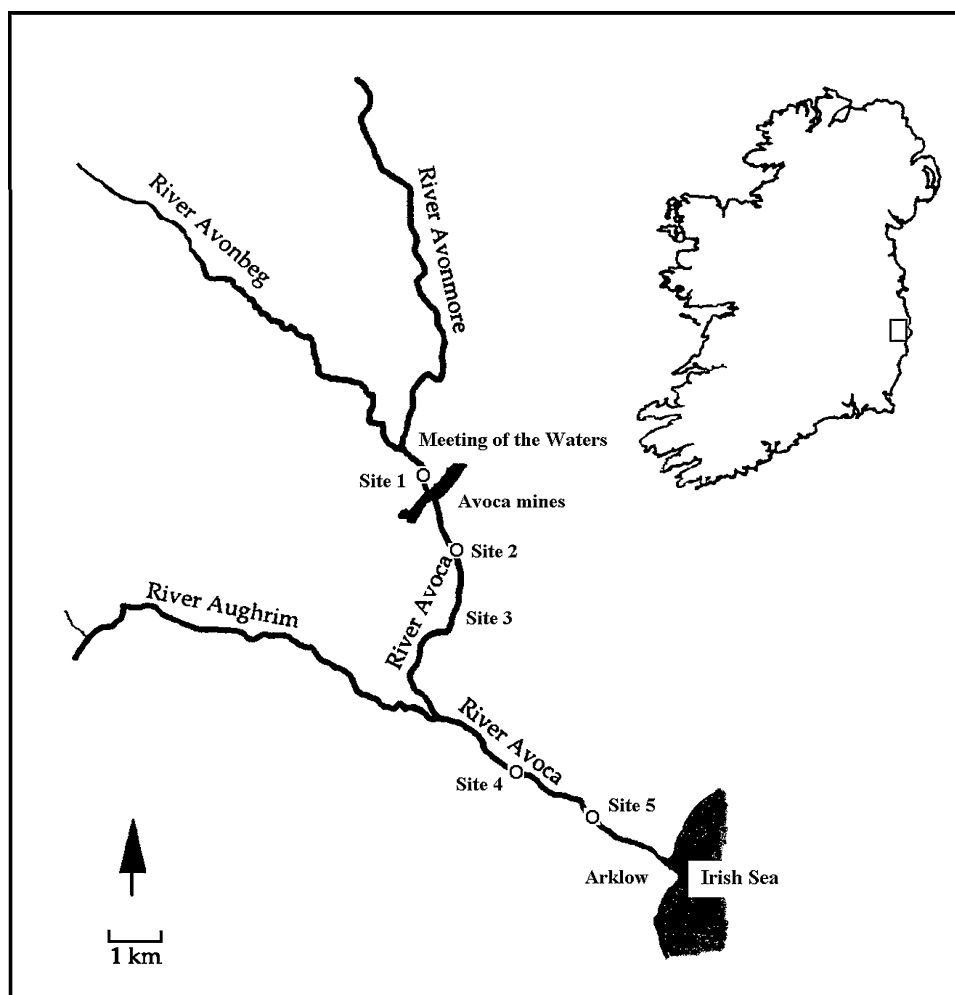 River Avonbeg
River Avonmore
Meeting of the Waters
Site 1
Avoca mines
Site 2
River Avoca
Site 3
River Aughrim
River Avoca
Site 4
Site 5
Arklow
Irish Sea
1 km